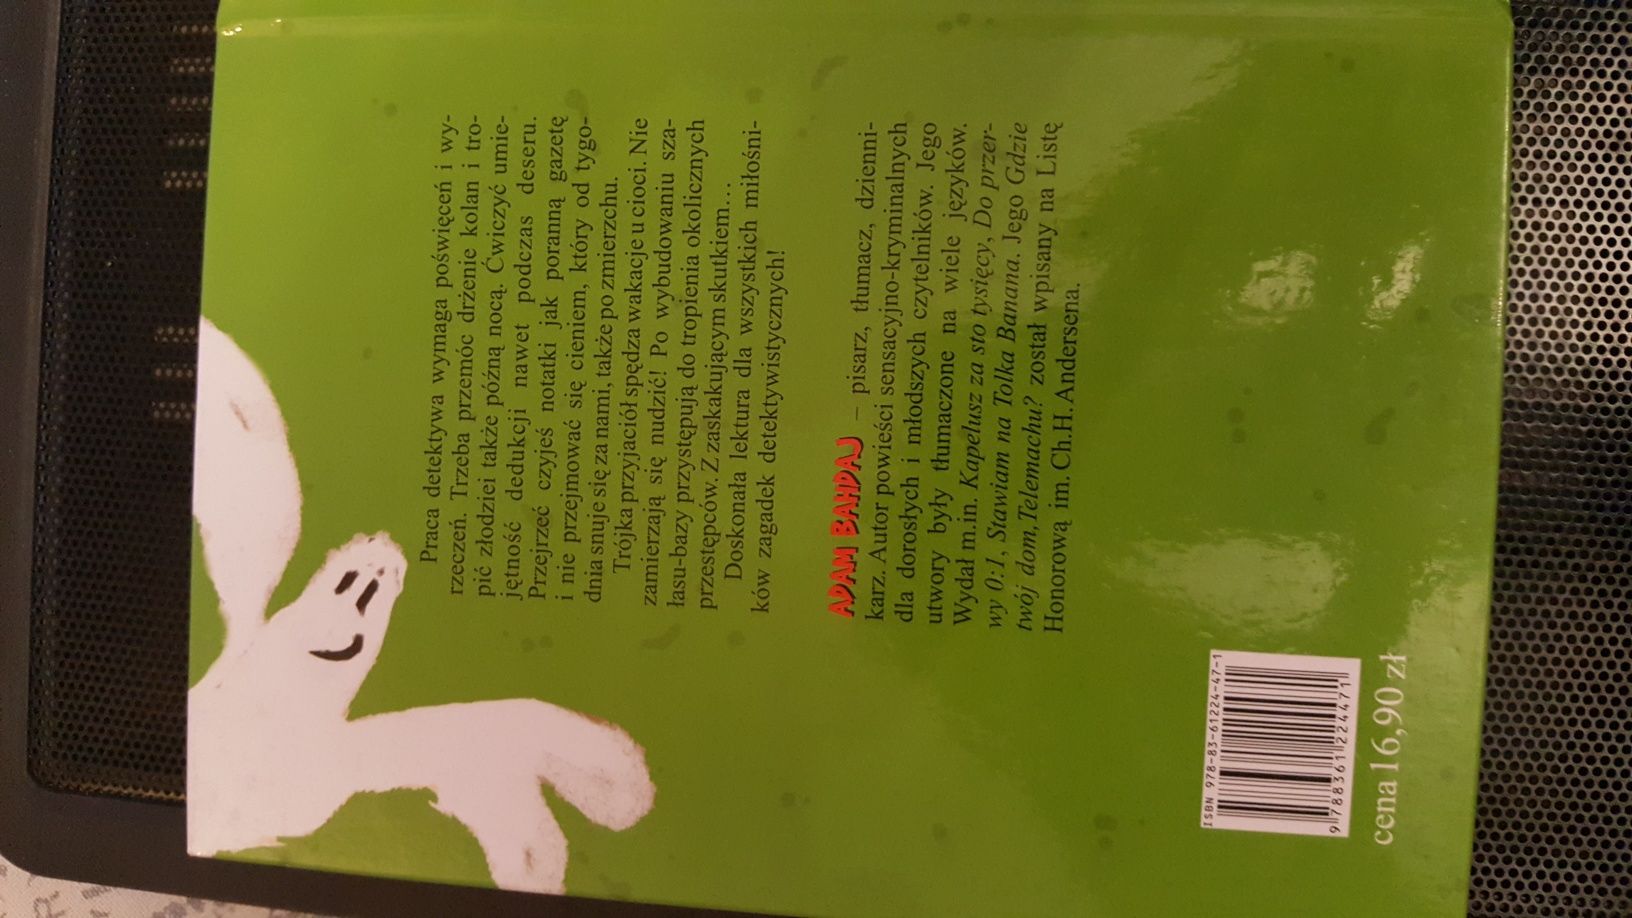 Praca detektywa wymaga poświęceń i wy-
rzeczeń. Trzeba przemóc drżenie kolan i tro-
pić złodziei także późną nocą. Ćwiczyć umie-
jętność dedukcji nawet podczas deseru.
Przejrzeć czyjeś notatki jak poranną gazetę
i nie przejmować się cieniem, który od tygo-
dnia snuje się za nami, także po zmierzchu.
Trójka przyjaciół spędza wakacje u cioci. Nie
zamierzają się nudzić! Po wybudowaniu sza-
łasu-bazy przystępują do tropienia okolicznych
przestępców. Z zaskakującym skutkiem...
Doskonała lektura dla wszystkich miłośni-
ków zagadek detektywistycznych!
ADAM BAHDAJ – pisarz, tłumacz, dzienni-
karz. Autor powieści sensacyjno-kryminalnych
dla dorosłych i młodszych czytelników. Jego
utwory były tłumaczone na wiele języków.
Wydał m.in. Kapelusz za sto tysięcy, Do przer-
wy 0:1, Stawiam na Tolka Banana. Jego Gdzie
twój dom, Telemachu? został wpisany na Listę
Honorową im. Ch.H. Andersena.
ISBN 978-83-61224-47-1
9 788361 224471
cena 16,90 zł